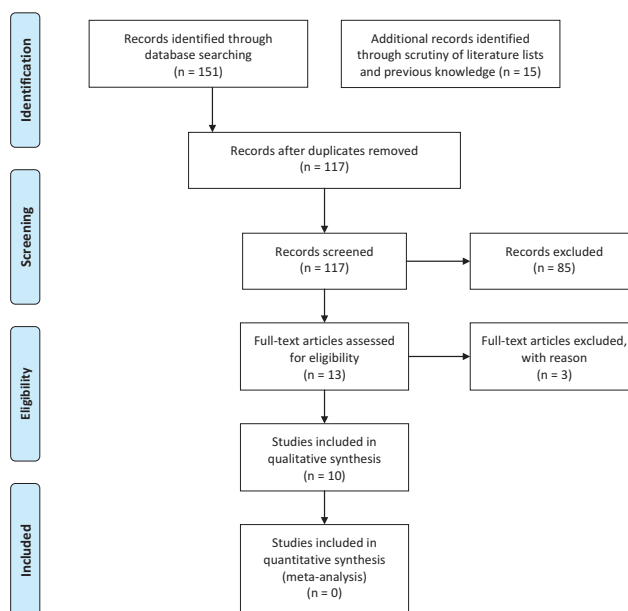 Identification
Records identified through
database searching
(n = 151)
Additional records identified
through scrutiny of literature lists
and previous knowledge (n = 15)
Records after duplicates removed
(n = 117)
Screening
Records screened
(n = 117)
Records excluded
(n = 85)
Eligibility
Full-text articles assessed
for eligibility
(n = 13)
Full-text articles excluded,
with reason
(n = 3)
Studies included in
qualitative synthesis
(n = 10)
Included
Studies included in
quantitative synthesis
(meta-analysis)
(n = 0)